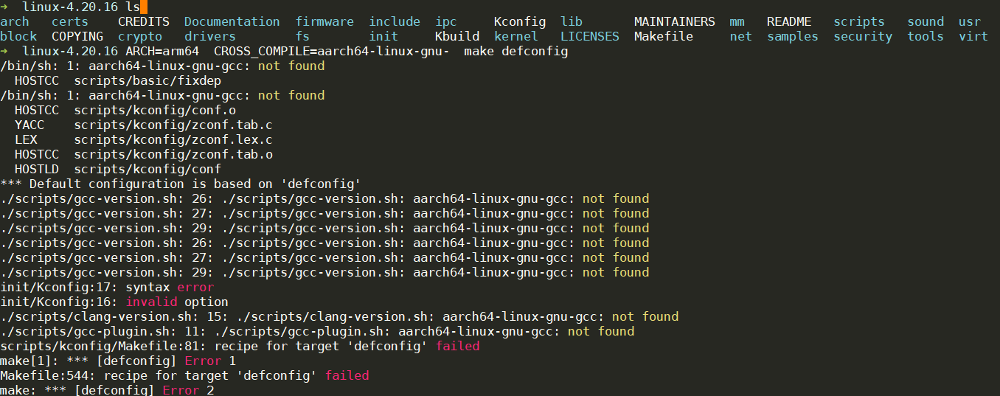 ➜ linux-4.20.16 ls
arch certs CREDITS Documentation firmware include ipc Kconfig lib MAINTAINERS mm README scripts sound usr
block COPYING crypto drivers fs init Kbuild kernel LICENSES Makefile net samples security tools virt
➜ linux-4.20.16 ARCH=arm64 CROSS_COMPILE=aarch64-linux-gnu- make defconfig
/bin/sh: 1: aarch64-linux-gnu-gcc: not found
HOSTCC scripts/basic/fixdep
/bin/sh: 1: aarch64-linux-gnu-gcc: not found
HOSTCC scripts/kconfig/conf.o
YACC scripts/kconfig/zconf.tab.c
LEX scripts/kconfig/zconf.lex.c
HOSTCC scripts/kconfig/zconf.tab.o
HOSTLD scripts/kconfig/conf
*** Default configuration is based on 'defconfig'
./scripts/gcc-version.sh: 26: ./scripts/gcc-version.sh: aarch64-linux-gnu-gcc: not found
./scripts/gcc-version.sh: 27: ./scripts/gcc-version.sh: aarch64-linux-gnu-gcc: not found
./scripts/gcc-version.sh: 29: ./scripts/gcc-version.sh: aarch64-linux-gnu-gcc: not found
./scripts/gcc-version.sh: 26: ./scripts/gcc-version.sh: aarch64-linux-gnu-gcc: not found
./scripts/gcc-version.sh: 27: ./scripts/gcc-version.sh: aarch64-linux-gnu-gcc: not found
./scripts/gcc-version.sh: 29: ./scripts/gcc-version.sh: aarch64-linux-gnu-gcc: not found
init/Kconfig:17: syntax error
init/Kconfig:16: invalid option
./scripts/clang-version.sh: 15: ./scripts/clang-version.sh: aarch64-linux-gnu-gcc: not found
./scripts/gcc-plugin.sh: 11: ./scripts/gcc-plugin.sh: aarch64-linux-gnu-gcc: not found
scripts/kconfig/Makefile:81: recipe for target 'defconfig' failed
make[1]: *** [defconfig] Error 1
Makefile:544: recipe for target 'defconfig' failed
make: *** [defconfig] Error 2